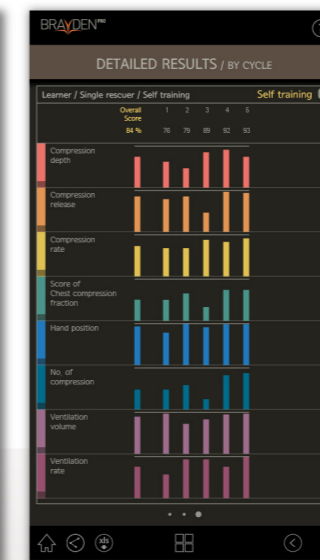 BRAYDEN PRO
DETAILED RESULTS / BY CYCLE
Learner / Single rescuer / Self training Self training
Overall Score 1 2 3 4 5
84 % 76 79 89 92 93
Compression
depth
Compression
release
Compression
rate
Score of
Chest compression
fraction
Hand position
No. of
compression
Ventilation
volume
Ventilation
rate
xls